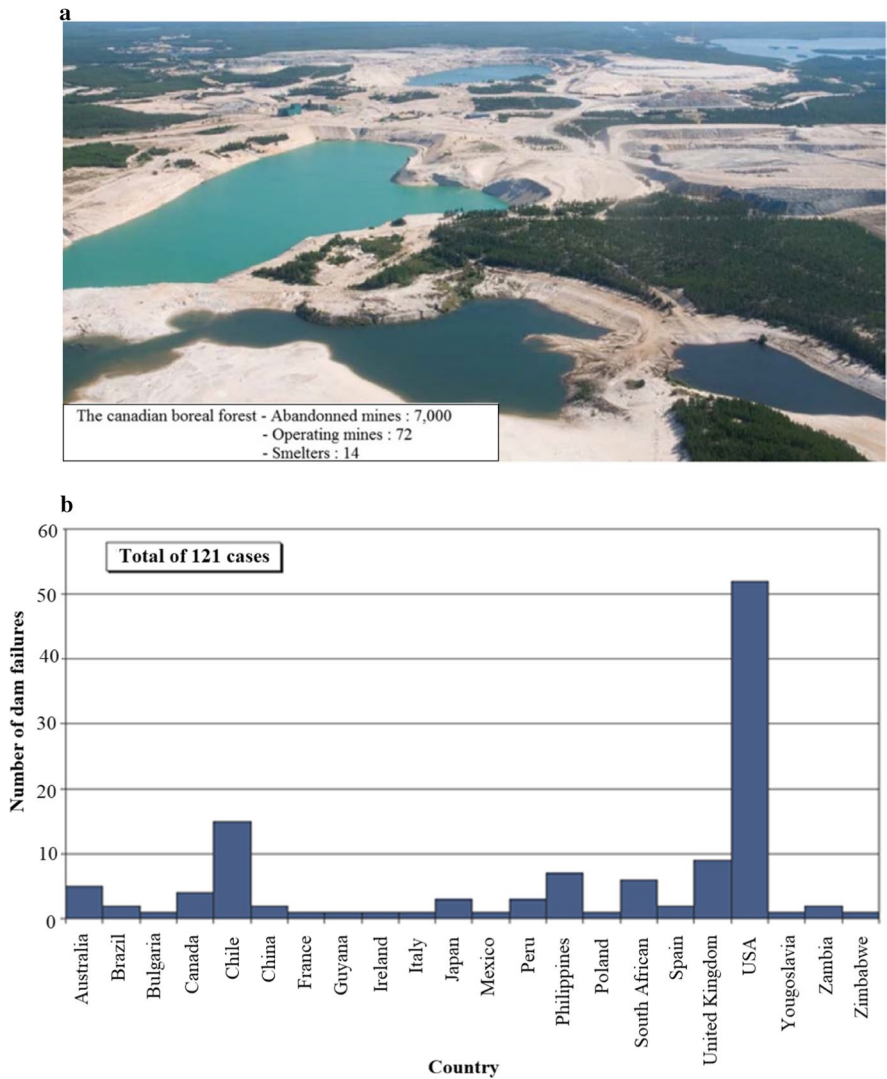 a
The canadian boreal forest - Abandonned mines : 7,000
- Operating mines : 72
- Smelters : 14
b
Total of 121 cases
Number of dam failures
60
50
40
30
20
10
0
Australia
Brazil
Bulgaria
Canada
Chile
China
France
Guyana
Ireland
Italy
Japan
Mexico
Peru
Philippines
Poland
South African
Spain
United Kingdom
USA
Yougoslavia
Zambia
Zimbabwe
Country